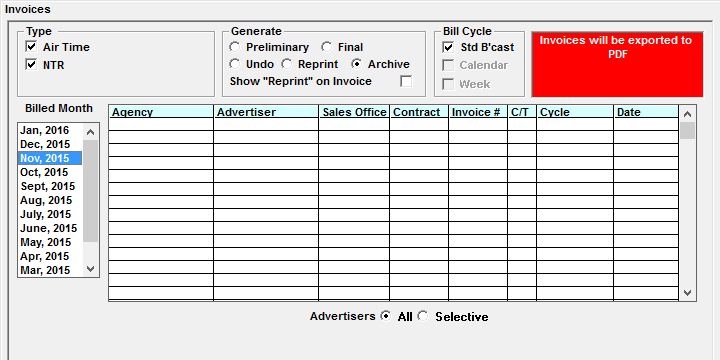 Invoices
Type
Air Time
NTR
Generate
Preliminary Final
Undo Reprint Archive
Show "Reprint" on Invoice
Bill Cycle
Std B'cast
Calendar
Week
Invoices will be exported to
PDF
Billed Month
Jan, 2016
Dec, 2015
Nov, 2015
Oct, 2015
Sept, 2015
Aug, 2015
July, 2015
June, 2015
May, 2015
Apr, 2015
Mar, 2015
Agency Advertiser Sales Office Contract Invoice # C/T Cycle Date
Advertisers All Selective